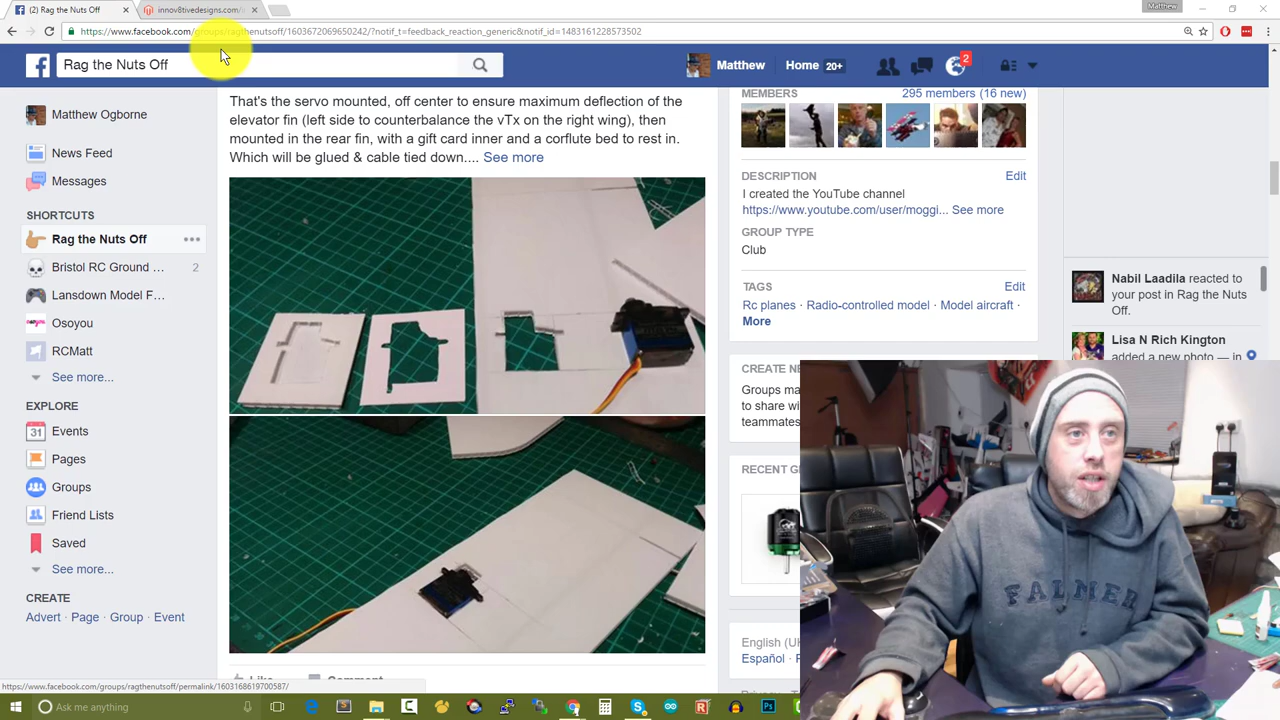 (2) Rag the Nuts Off
innov8tivedesigns.com/i
Matthew
https://www.facebook.com/groups/ragthenutsoff/1603672069650242/?notif_t=feedback_reaction_generic&notif_id=1483161228573502
Rag the Nuts Off
Matthew
Home 20+
2
Matthew Ogborne
News Feed
Messages
SHORTCUTS
Rag the Nuts Off
Bristol RC Ground ...
2
Lansdown Model F...
Osoyou
RCMatt
See more...
EXPLORE
Events
31
Pages
Groups
Friend Lists
Saved
See more...
CREATE
Advert · Page · Group · Event
That's the servo mounted, off center to ensure maximum deflection of the
elevator fin (left side to counterbalance the vTx on the right wing), then
mounted in the rear fin, with a gift card inner and a corflute bed to rest in.
Which will be glued & cable tied down.... See more
Like
Comment
MEMBERS
295 members (16 new)
DESCRIPTION
Edit
I created the YouTube channel
https://www.youtube.com/user/moggi... See more
GROUP TYPE
Club
TAGS
Edit
Rc planes · Radio-controlled model · Model aircraft ·
More
CREATE NE
Groups ma
to share wi
teammates
RECENT G
English (U
Español · P
Nabil Laadila reacted to
your post in Rag the Nuts
Off.
Lisa N Rich Kington
added a new photo — in
FALMER
https://www.facebook.com/groups/ragthenutsoff/permalink/1603168619700587/
Ask me anything